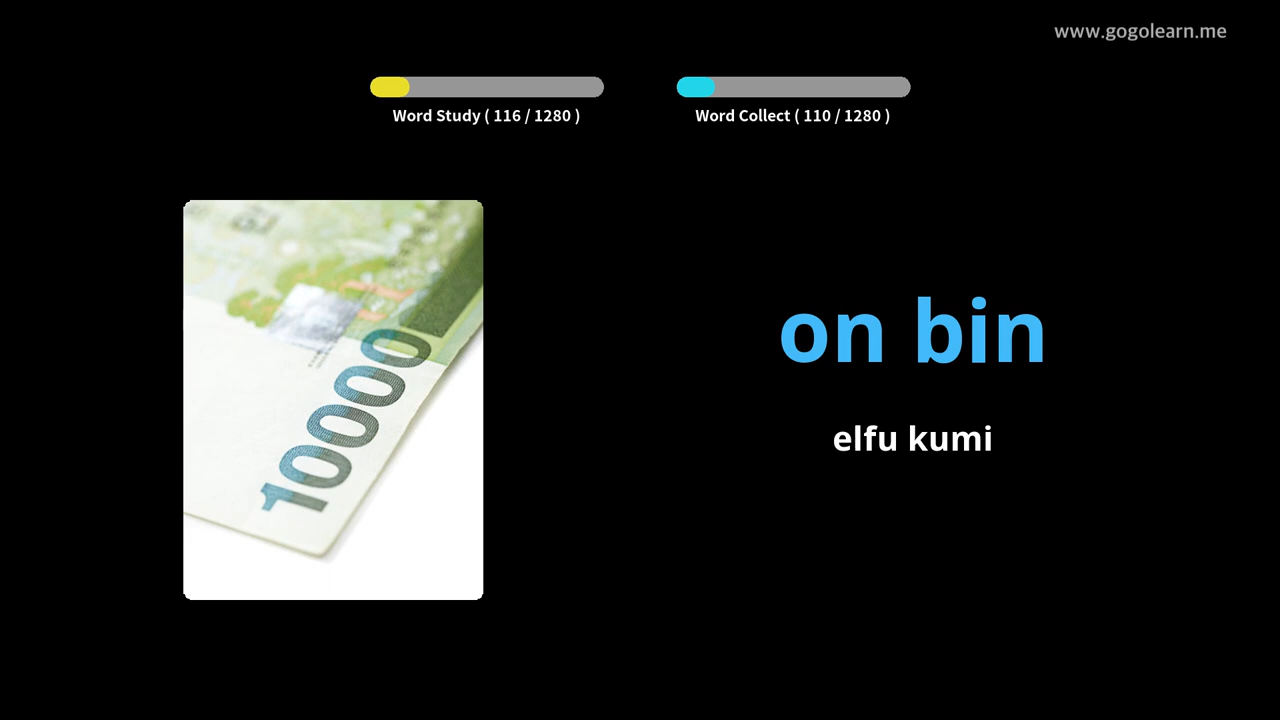 www.gogolearn.me
Word Study ( 116 / 1280 )
Word Collect ( 110 / 1280 )
10000
on bin
elfu kumi